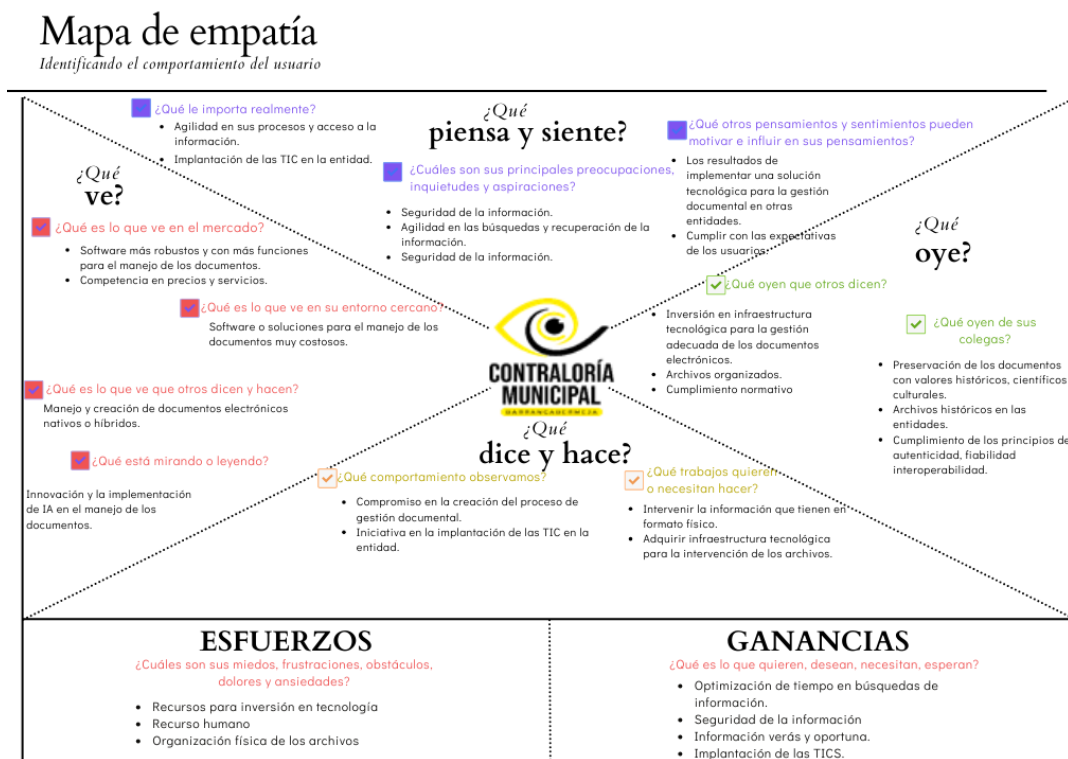 Mapa de empatía
Identificando el comportamiento del usuario
¿Qué
piensa y siente?
¿Qué le importa realmente?
• Agilidad en sus procesos y acceso a la
información.
• Implantación de las TIC en la entidad.
¿Cuáles son sus principales preocupaciones,
inquietudes y aspiraciones?
• Seguridad de la información.
• Agilidad en las búsquedas y recuperación de la
información.
• Seguridad de la información.
¿Qué otros pensamientos y sentimientos pueden
motivar e influir en sus pensamientos?
• Los resultados de
implementar una solución
tecnológica para la gestión
documental en otras
entidades.
• Cumplir con las expectativas
de los usuarios.
¿Qué
ve?
¿Qué es lo que ve en el mercado?
• Software más robustos y con más funciones
para el manejo de los documentos.
• Competencia en precios y servicios.
¿Qué es lo que ve en su entorno cercano?
Software o soluciones para el manejo de los
documentos muy costosos.
¿Qué es lo que ve que otros dicen y hacen?
Manejo y creación de documentos electrónicos
nativos o híbridos.
¿Qué está mirando o leyendo?
Innovación y la implementación
de IA en el manejo de los
documentos.
CONTRALORÍA
MUNICIPAL
BARRANCABERMEJA
¿Qué
oye?
¿Qué oyen que otros dicen?
• Inversión en infraestructura
tecnológica para la gestión
adecuada de los documentos
electrónicos.
• Archivos organizados.
• Cumplimiento normativo
¿Qué oyen de sus
colegas?
• Preservación de los documentos
con valores históricos, científicos
culturales.
• Archivos históricos en las
entidades.
• Cumplimiento de los principios de
autenticidad, fiabilidad
interoperabilidad.
¿Qué
dice y hace?
¿Qué comportamiento observamos?
• Compromiso en la creación del proceso de
gestión documental.
• Iniciativa en la implantación de las TIC en la
entidad.
¿Qué trabajos quieren
o necesitan hacer?
• Intervenir la información que tienen en
formato físico.
• Adquirir infraestructura tecnológica
para la intervención de los archivos.
ESFUERZOS
¿Cuáles son sus miedos, frustraciones, obstáculos,
dolores y ansiedades?
• Recursos para inversión en tecnología
• Recurso humano
• Organización física de los archivos
GANANCIAS
¿Qué es lo que quieren, desean, necesitan, esperan?
• Optimización de tiempo en búsquedas de
información.
• Seguridad de la información
• Información verás y oportuna.
• Implantación de las TICS.